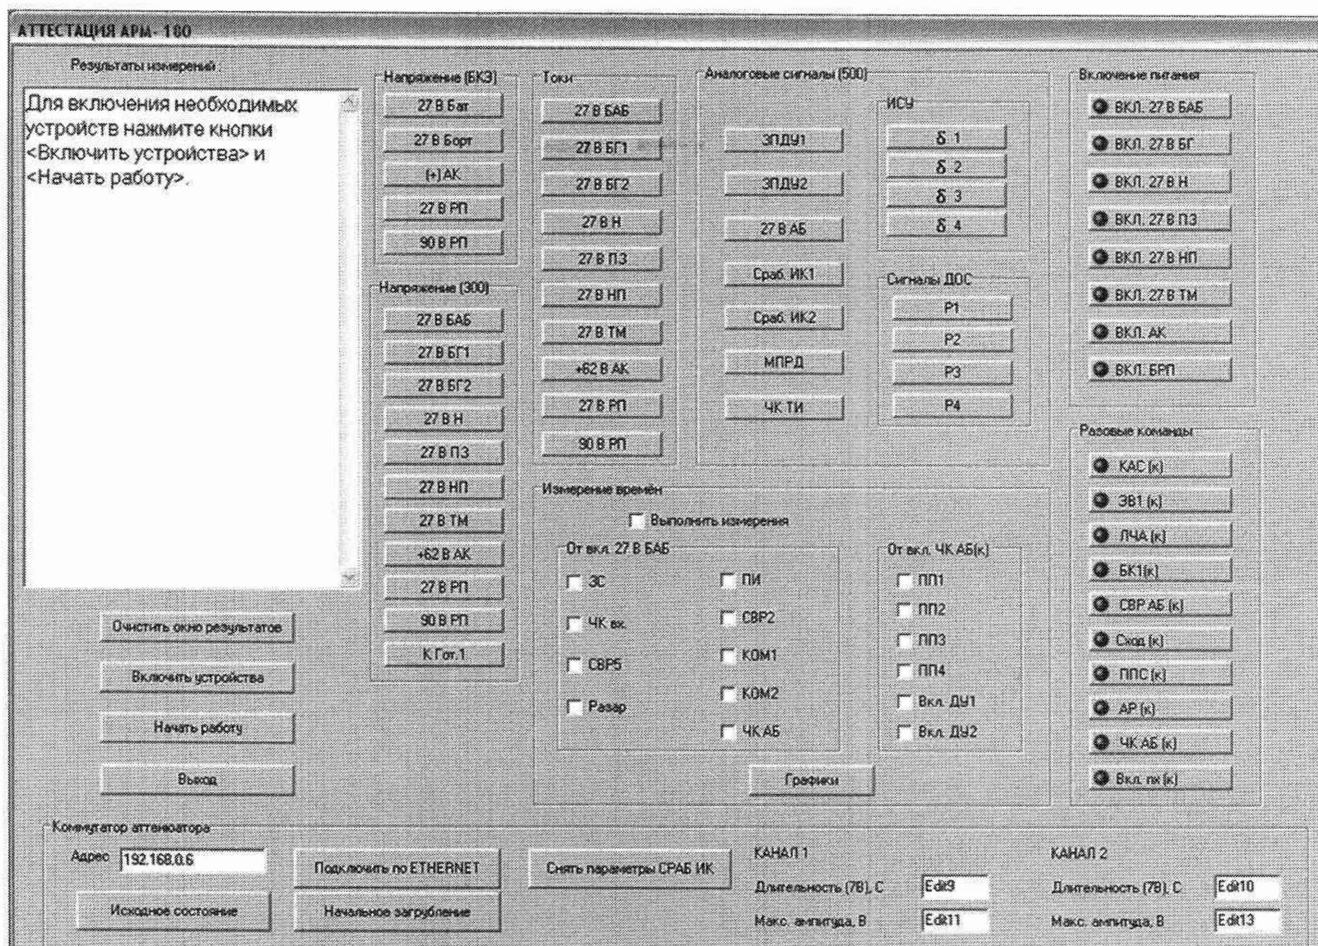 АТТЕСТАЦИЯ АРМ- 180
Результаты измерений
Для включения необходимых
устройств нажмите кнопки
<Включить устройства> и
<Начать работу>.
Очистить окно результатов
Включить устройства
Начать работу
Выход
Напряжение (БКЭ)
27 В Бат
27 В Борт
(+) АК
27 В РП
90 В РП
Напряжение (300)
27 В БАБ
27 В БГ1
27 В БГ2
27 В Н
27 В ПЗ
27 В НП
27 В ТМ
+62 В АК
27 В РП
90 В РП
К Гот.1
Токи
27 В БАБ
27 В БГ1
27 В БГ2
27 В Н
27 В ПЗ
27 В НП
27 В ТМ
+62 В АК
27 В РП
90 В РП
Аналоговые сигналы (500)
ЗПДУ1
ЗПДУ2
27 В АБ
Сраб. ИК1
Сраб. ИК2
МПРД
ЧК ТИ
ИСУ
δ 1
δ 2
δ 3
δ 4
Сигналы ДОС
Р1
Р2
Р3
Р4
Включение питания
ВКЛ. 27 В БАБ
ВКЛ. 27 В БГ
ВКЛ. 27 В Н
ВКЛ. 27 В ПЗ
ВКЛ. 27 В НП
ВКЛ. 27 В ТМ
ВКЛ. АК
ВКЛ. БРП
Разовые команды
КАС (к)
ЗВ1 (к)
ЛЧА (к)
БК1(к)
СВР АБ (к)
Сход (к)
ППС (к)
АР (к)
ЧК АБ (к)
Вкл. пк (к)
Измерение времён
Выполнить измерения
От вкл. 27 В БАБ
ЗС
ЧК вх.
СВР5
Разар
ПИ
СВР2
КОМ1
КОМ2
ЧК АБ
От вкл. ЧК АБ(к)
ПП1
ПП2
ПП3
ПП4
Вкл. ДУ1
Вкл. ДУ2
Графики
Коммутатор аттенюатора
Адрес 192.168.0.6
Подключить по ETHERNET
Исходное состояние
Начальное загрубление
Снять параметры СРАБ ИК
КАНАЛ 1
Длительность (7В), С Edit9
Макс. ампитуда, В Edit11
КАНАЛ 2
Длительность (7В), С Edit10
Макс. ампитуда, В Edit13